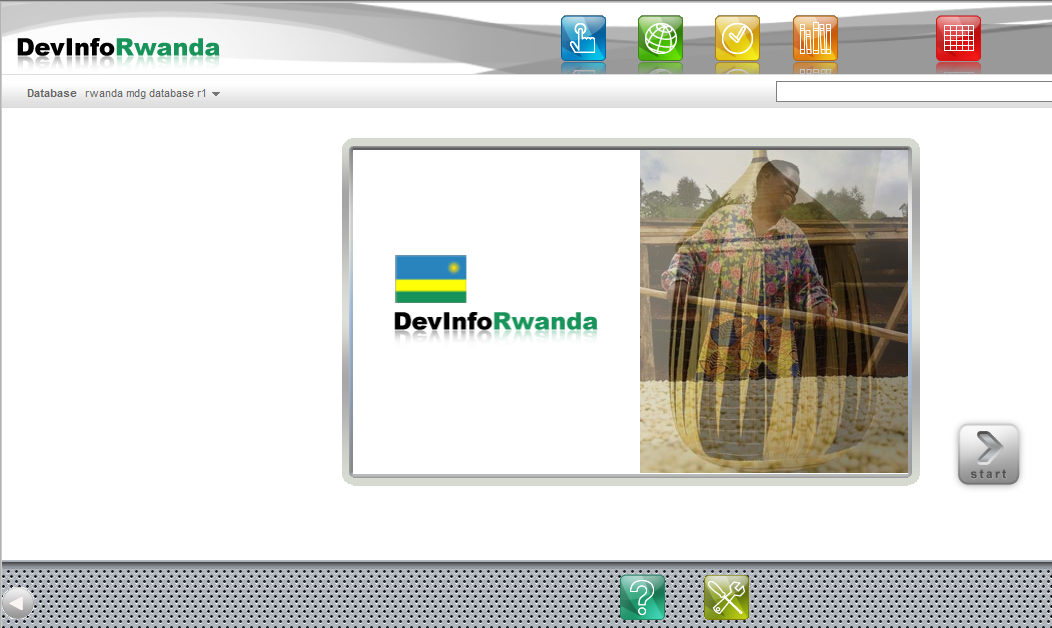 DevInfoRwanda
Database rwanda mdg database r1
DevInfoRwanda
start
?